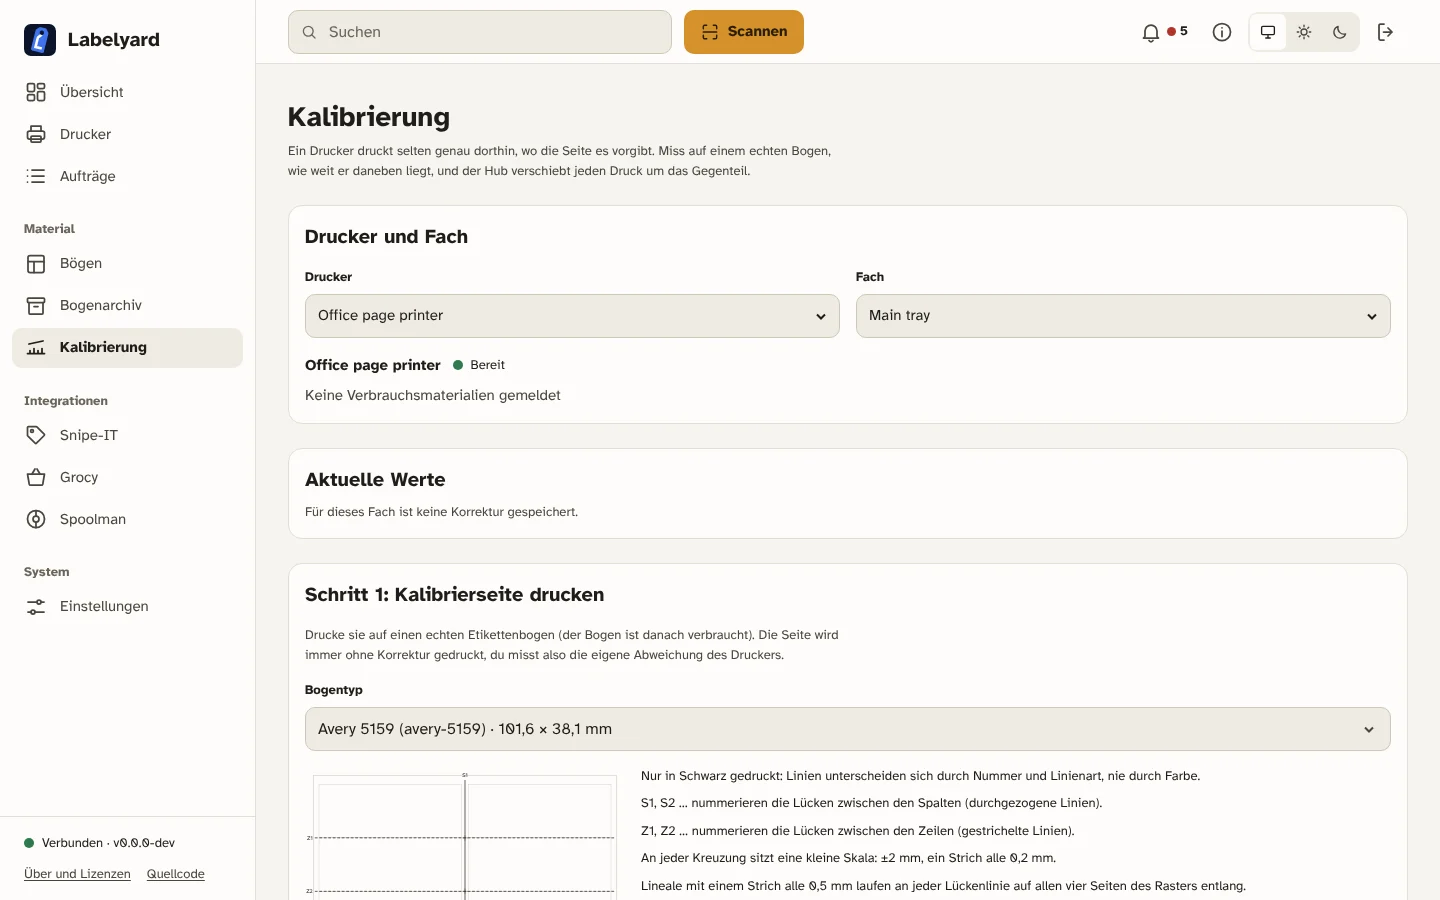 Labelyard
Suchen
Scannen
5
Übersicht
Drucker
Aufträge
Material
Bögen
Bogenarchiv
Kalibrierung
Integrationen
Snipe-IT
Grocy
Spoolman
System
Einstellungen
Verbunden · v0.0.0-dev
Über und Lizenzen
Quellcode
Kalibrierung
Ein Drucker druckt selten genau dorthin, wo die Seite es vorgibt. Miss auf einem echten Bogen,
wie weit er daneben liegt, und der Hub verschiebt jeden Druck um das Gegenteil.
Drucker und Fach
Drucker
Fach
Office page printer
Main tray
Office page printer
Bereit
Keine Verbrauchsmaterialien gemeldet
Aktuelle Werte
Für dieses Fach ist keine Korrektur gespeichert.
Schritt 1: Kalibrierseite drucken
Drucke sie auf einen echten Etikettenbogen (der Bogen ist danach verbraucht). Die Seite wird
immer ohne Korrektur gedruckt, du misst also die eigene Abweichung des Druckers.
Bogentyp
Avery 5159 (avery-5159) · 101,6 × 38,1 mm
S1
Z1
Z2
Nur in Schwarz gedruckt: Linien unterscheiden sich durch Nummer und Linienart, nie durch Farbe.
S1, S2 … nummerieren die Lücken zwischen den Spalten (durchgezogene Linien).
Z1, Z2 … nummerieren die Lücken zwischen den Zeilen (gestrichelte Linien).
An jeder Kreuzung sitzt eine kleine Skala: ±2 mm, ein Strich alle 0,2 mm.
Lineale mit einem Strich alle 0,5 mm laufen an jeder Lückenlinie auf allen vier Seiten des Rasters entlang.